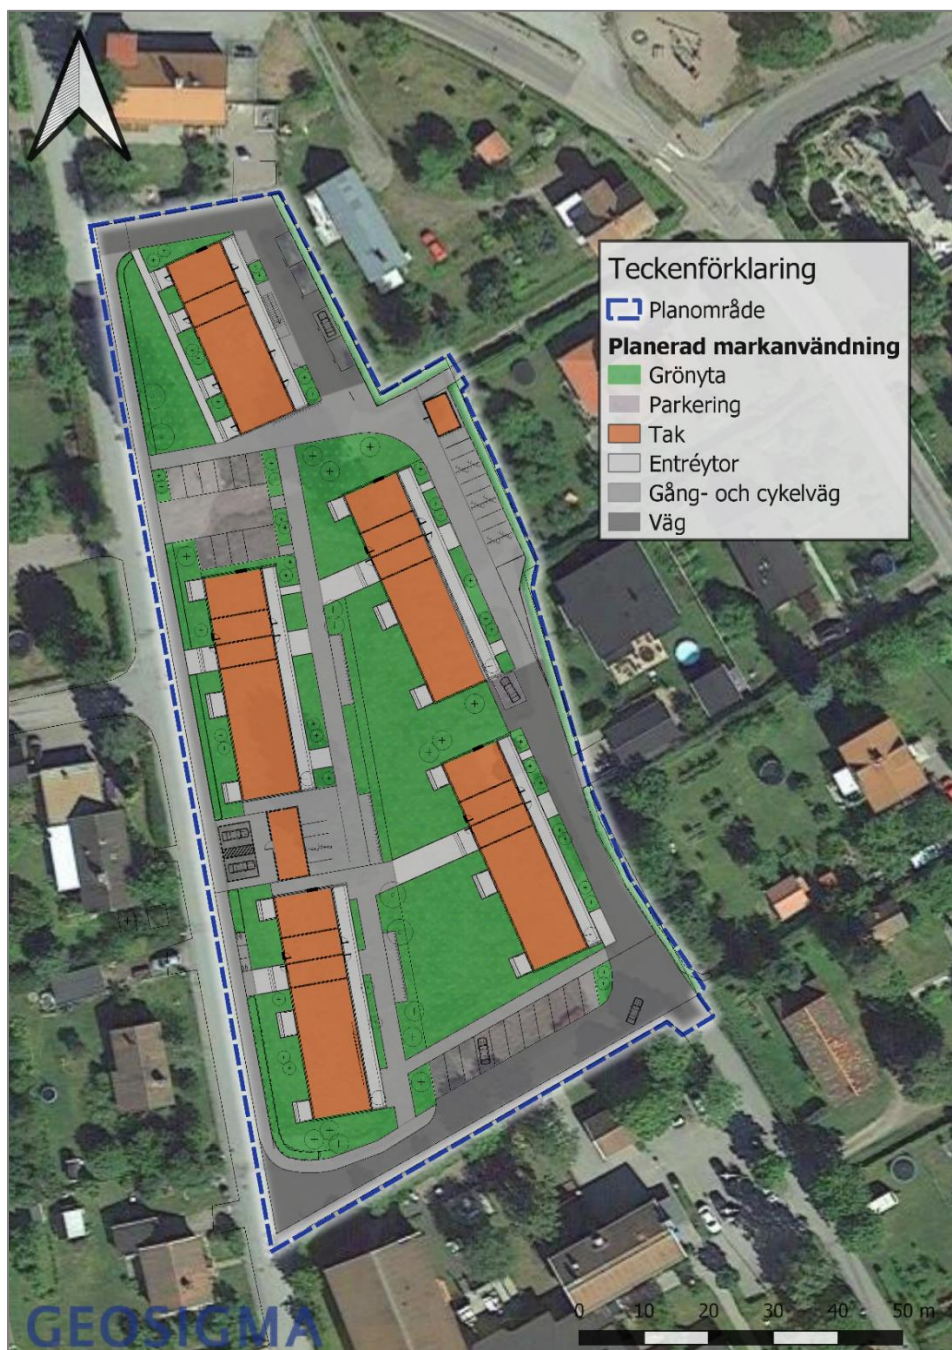 Teckenförklaring
Planområde
Planerad markanvändning
Grönyta
Parkering
Tak
Entréytor
Gång- och cykelväg
Väg
GEOSIGMA
0 10 20 30 40 50 m